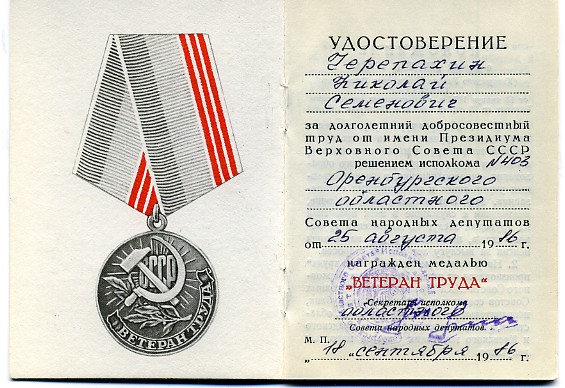 СССР
ВЕТЕРАН ТРУДА
УДОСТОВЕРЕНИЕ
Черепахин
Николай
Семенович
за долголетний добросовестный
труд от имени Президиума
Верховного Совета СССР
решением исполкома №403
Оренбургского
областного
Совета народных депутатов
от 25 августа 1986г.
награжден медалью
„ВЕТЕРАН ТРУДА“
Секретарь исполкома
областного
Совета народных депутатов.
М. П.
„18 „сентября 1986г.